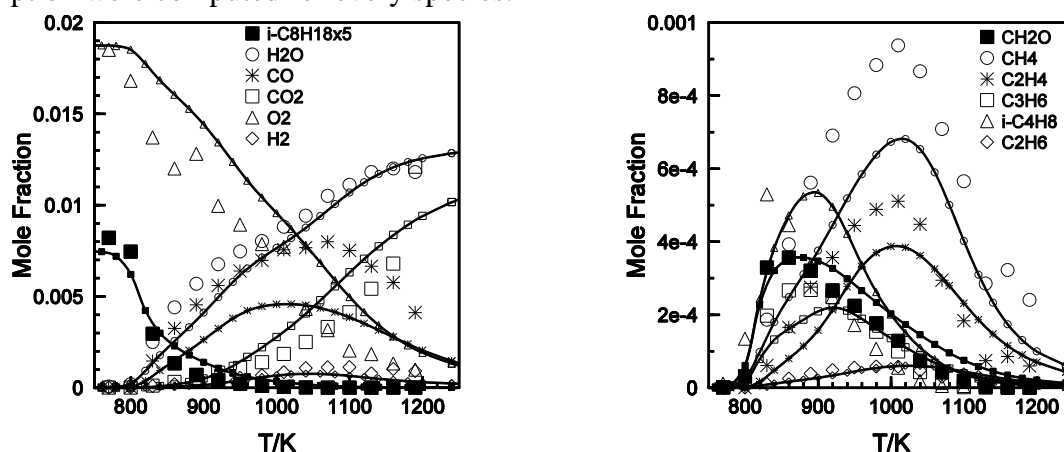 0.02
0.015
0.01
0.005
0
Mole Fraction
800 900 1000 1100 1200
T/K
i-C8H18x5
H2O
CO
CO2
O2
H2
0.001
8e-4
6e-4
4e-4
2e-4
0
Mole Fraction
800 900 1000 1100 1200
T/K
CH2O
CH4
C2H4
C3H6
i-C4H8
C2H6